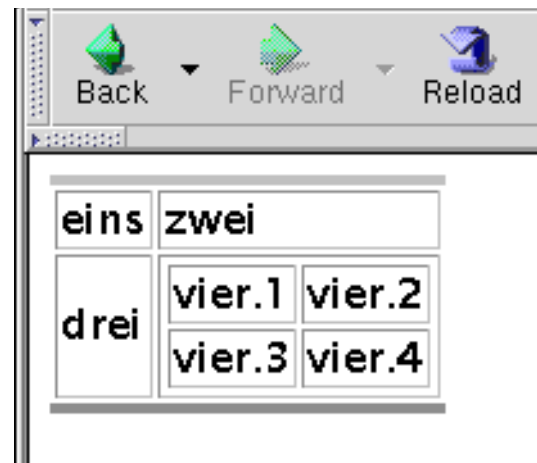 Back Forward Reload
eins zwei
drei
vier.1 vier.2
vier.3 vier.4